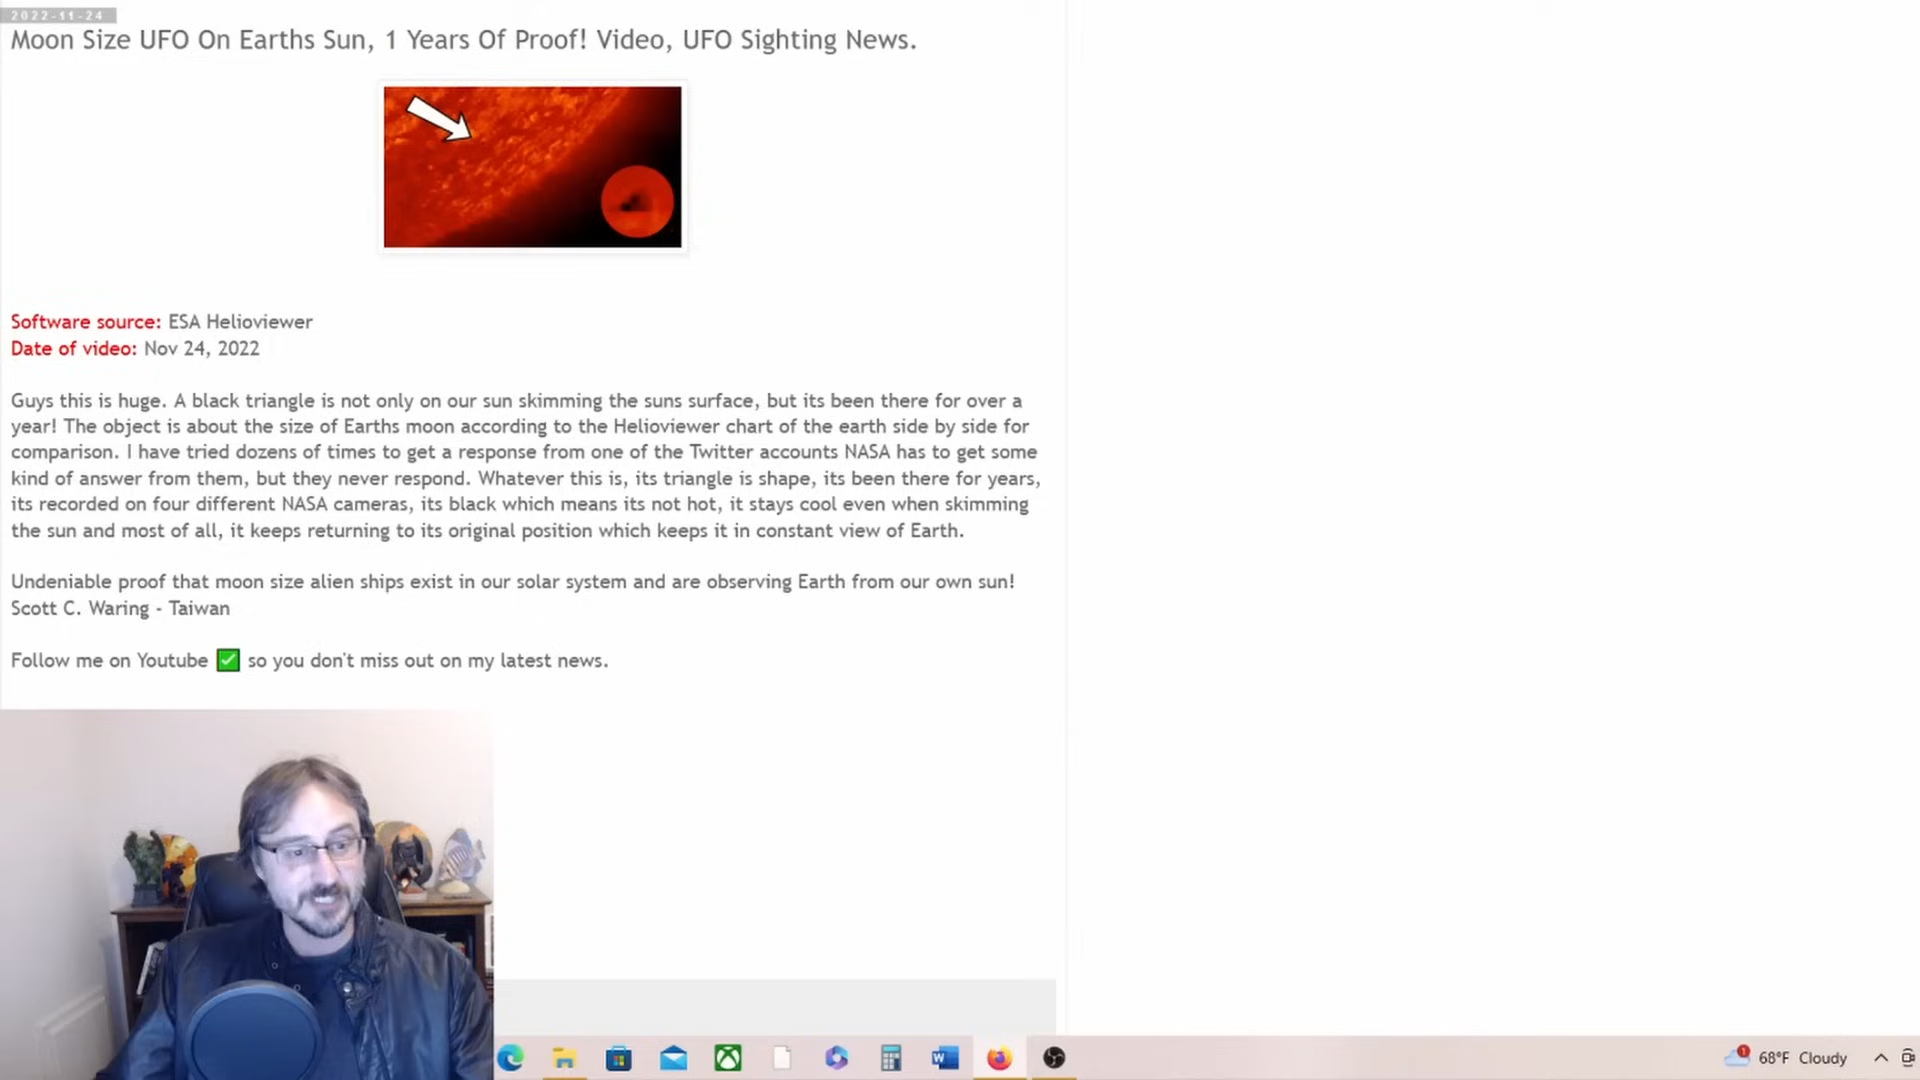 2022-11-24
Moon Size UFO On Earths Sun, 1 Years Of Proof! Video, UFO Sighting News.
Software source: ESA Helioviewer
Date of video: Nov 24, 2022
Guys this is huge. A black triangle is not only on our sun skimming the suns surface, but its been there for over a
year! The object is about the size of Earths moon according to the Helioviewer chart of the earth side by side for
comparison. I have tried dozens of times to get a response from one of the Twitter accounts NASA has to get some
kind of answer from them, but they never respond. Whatever this is, its triangle is shape, its been there for years,
its recorded on four different NASA cameras, its black which means its not hot, it stays cool even when skimming
the sun and most of all, it keeps returning to its original position which keeps it in constant view of Earth.
Undeniable proof that moon size alien ships exist in our solar system and are observing Earth from our own sun!
Scott C. Waring - Taiwan
Follow me on Youtube ✅ so you don't miss out on my latest news.
W
1
68°F Cloudy